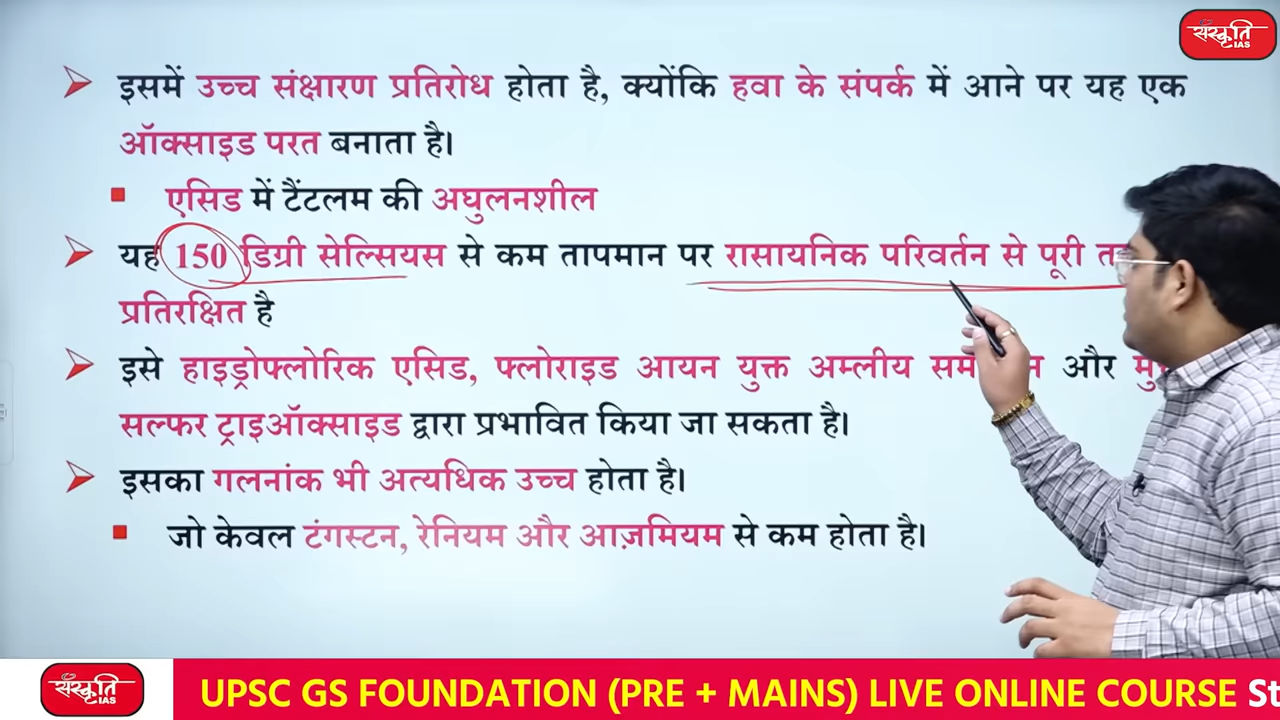 संस्कृति
IAS
इसमें उच्च संक्षारण प्रतिरोध होता है, क्योंकि हवा के संपर्क में आने पर यह एक
ऑक्साइड परत बनाता है।
एसिड में टैंटलम की अघुलनशील
यह 150 डिग्री सेल्सियस से कम तापमान पर रासायनिक परिवर्तन से पूरी
प्रतिरक्षित है
इसे हाइड्रोफ्लोरिक एसिड, फ्लोराइड आयन युक्त अम्लीय और
सल्फर ट्राइऑक्साइड द्वारा प्रभावित किया जा सकता है।
इसका गलनांक भी अत्यधिक उच्च होता है।
जो केवल टंगस्टन, रेनियम और आज़मियम से कम होता है।
संस्कृति
IAS
UPSC GS FOUNDATION (PRE + MAINS) LIVE ONLINE COURSE St